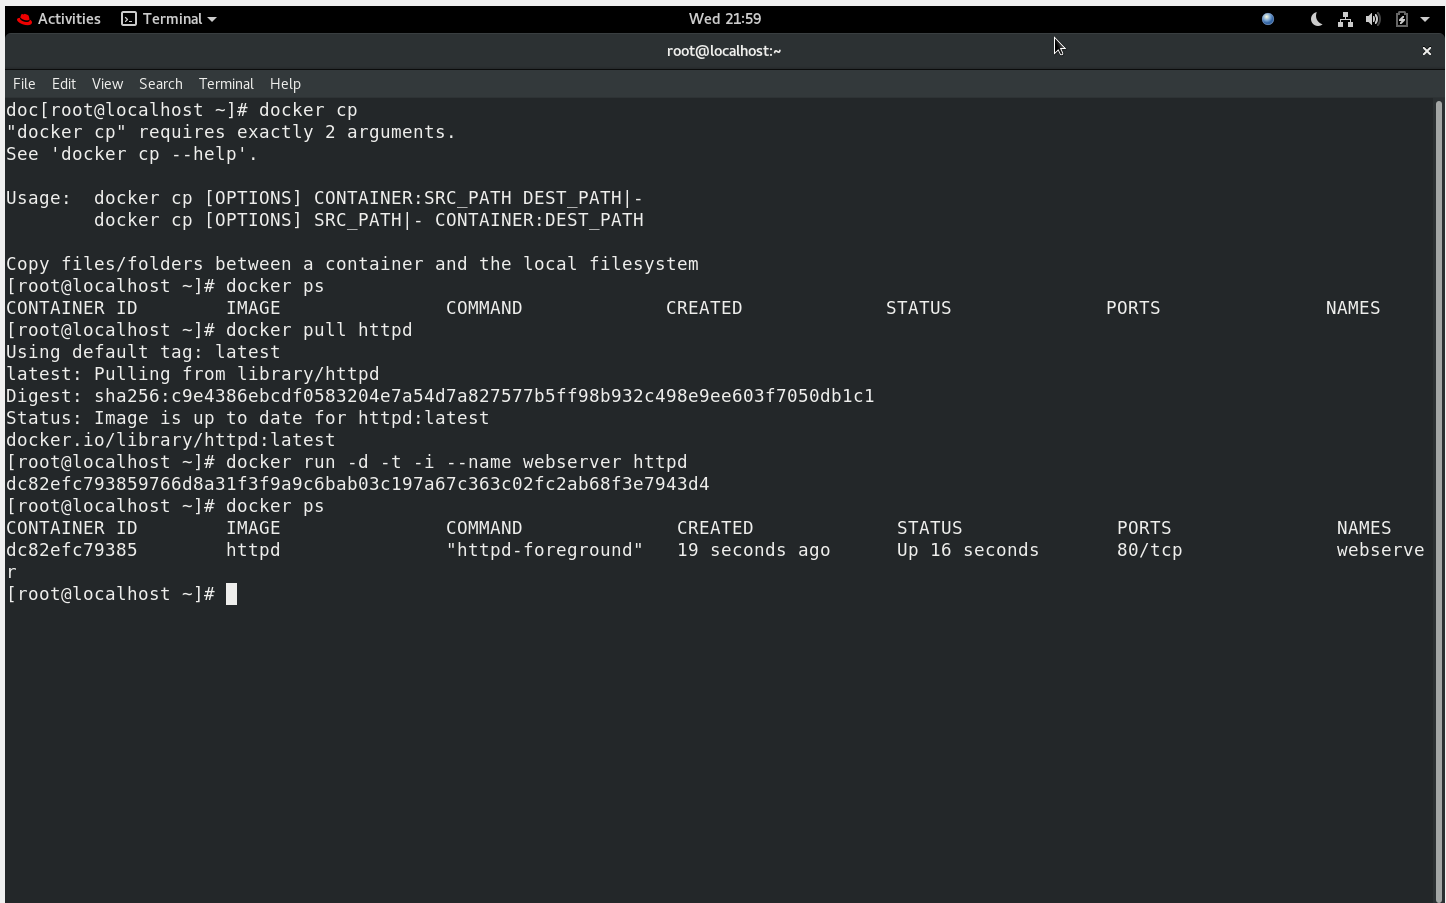 Activities Terminal Wed 21:59
root@localhost:~
File Edit View Search Terminal Help
doc[root@localhost ~]# docker cp
"docker cp" requires exactly 2 arguments.
See 'docker cp --help'.
Usage:  docker cp [OPTIONS] CONTAINER:SRC_PATH DEST_PATH|-
        docker cp [OPTIONS] SRC_PATH|- CONTAINER:DEST_PATH
Copy files/folders between a container and the local filesystem
[root@localhost ~]# docker ps
CONTAINER ID        IMAGE               COMMAND             CREATED             STATUS              PORTS               NAMES
[root@localhost ~]# docker pull httpd
Using default tag: latest
latest: Pulling from library/httpd
Digest: sha256:c9e4386ebcdf0583204e7a54d7a827577b5ff98b932c498e9ee603f7050db1c1
Status: Image is up to date for httpd:latest
docker.io/library/httpd:latest
[root@localhost ~]# docker run -d -t -i --name webserver httpd
dc82efc793859766d8a31f3f9a9c6bab03c197a67c363c02fc2ab68f3e7943d4
[root@localhost ~]# docker ps
CONTAINER ID        IMAGE               COMMAND              CREATED             STATUS              PORTS               NAMES
dc82efc79385        httpd               "httpd-foreground"   19 seconds ago      Up 16 seconds       80/tcp              webserve
r
[root@localhost ~]#